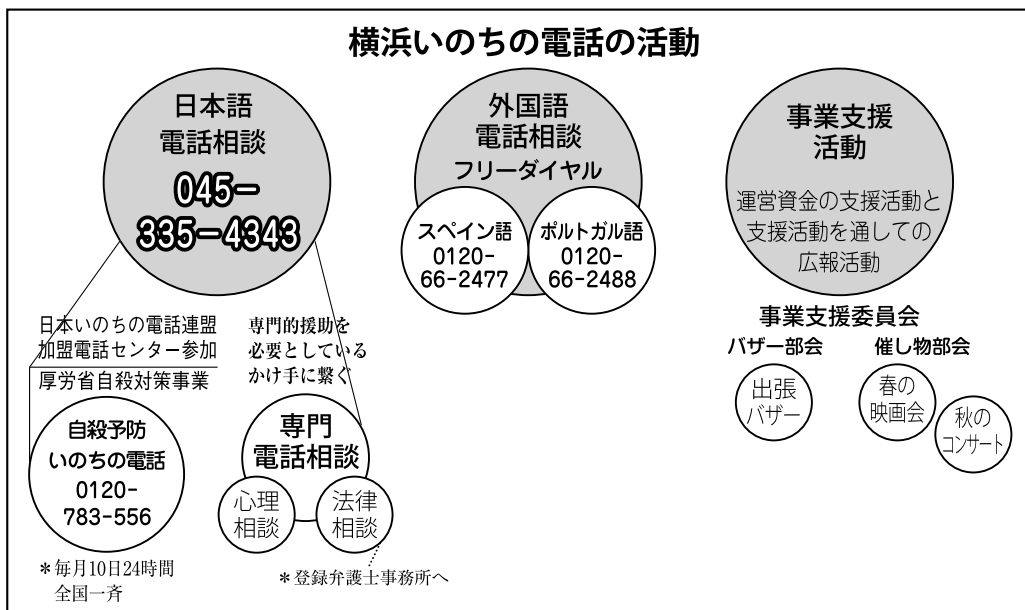 横浜いのちの電話の活動
日本語
電話相談
045-
335-4343
日本いのちの電話連盟
加盟電話センター参加
厚労省自殺対策事業
自殺予防
いのちの電話
0120-
783-556
*毎月10日24時間
全国一斉
専門的援助を
必要としている
かけ手に繋ぐ
専門
電話相談
心理
相談
法律
相談
*登録弁護士事務所へ
外国語
電話相談
フリーダイヤル
スペイン語
0120-
66-2477
ポルトガル語
0120-
66-2488
事業支援
活動
運営資金の支援活動と
支援活動を通しての
広報活動
事業支援委員会
バザー部会
出張
バザー
催し物部会
春の
映画会
秋の
コンサート